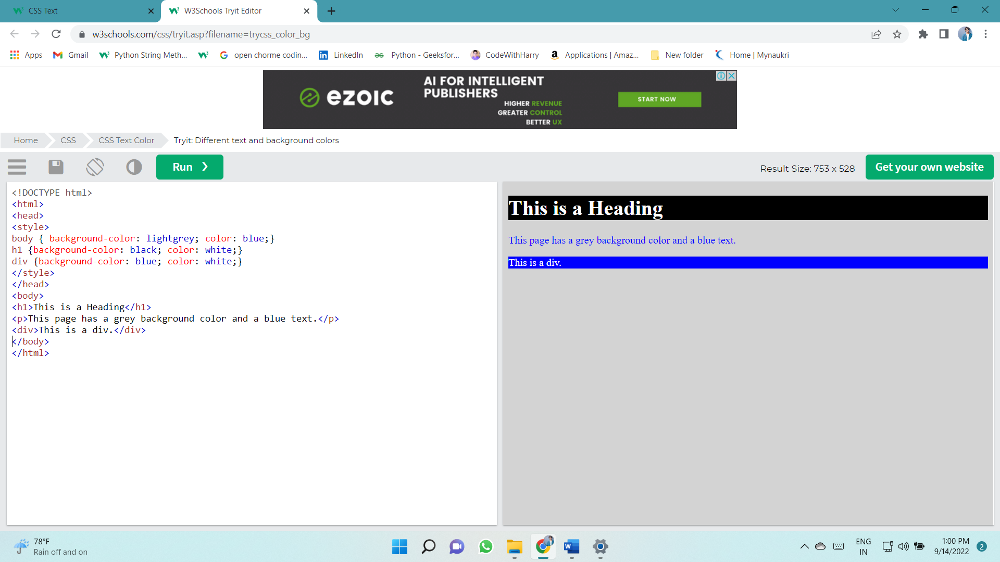 CSS Text
W3Schools Tryit Editor
w3schools.com/css/tryit.asp?filename=trycss_color_bg
Apps
Gmail
Python String Meth...
open chorme codin...
LinkedIn
Python - Geeksfor...
CodeWithHarry
Applications | Amaz...
New folder
Home | Mynaukri
ezoic
AI FOR INTELLIGENT
PUBLISHERS
HIGHER REVENUE
GREATER CONTROL
BETTER UX
START NOW
Home
CSS
CSS Text Color
Tryit: Different text and background colors
Run ❯
Result Size: 753 x 528
Get your own website
<!DOCTYPE html>
<html>
<head>
<style>
body { background-color: lightgrey; color: blue;}
h1 {background-color: black; color: white;}
div {background-color: blue; color: white;}
</style>
</head>
<body>
<h1>This is a Heading</h1>
<p>This page has a grey background color and a blue text.</p>
<div>This is a div.</div>
</body>
</html>
This is a Heading
This page has a grey background color and a blue text.
This is a div.
78°F
Rain off and on
ENG
IN
1:00 PM
9/14/2022
2